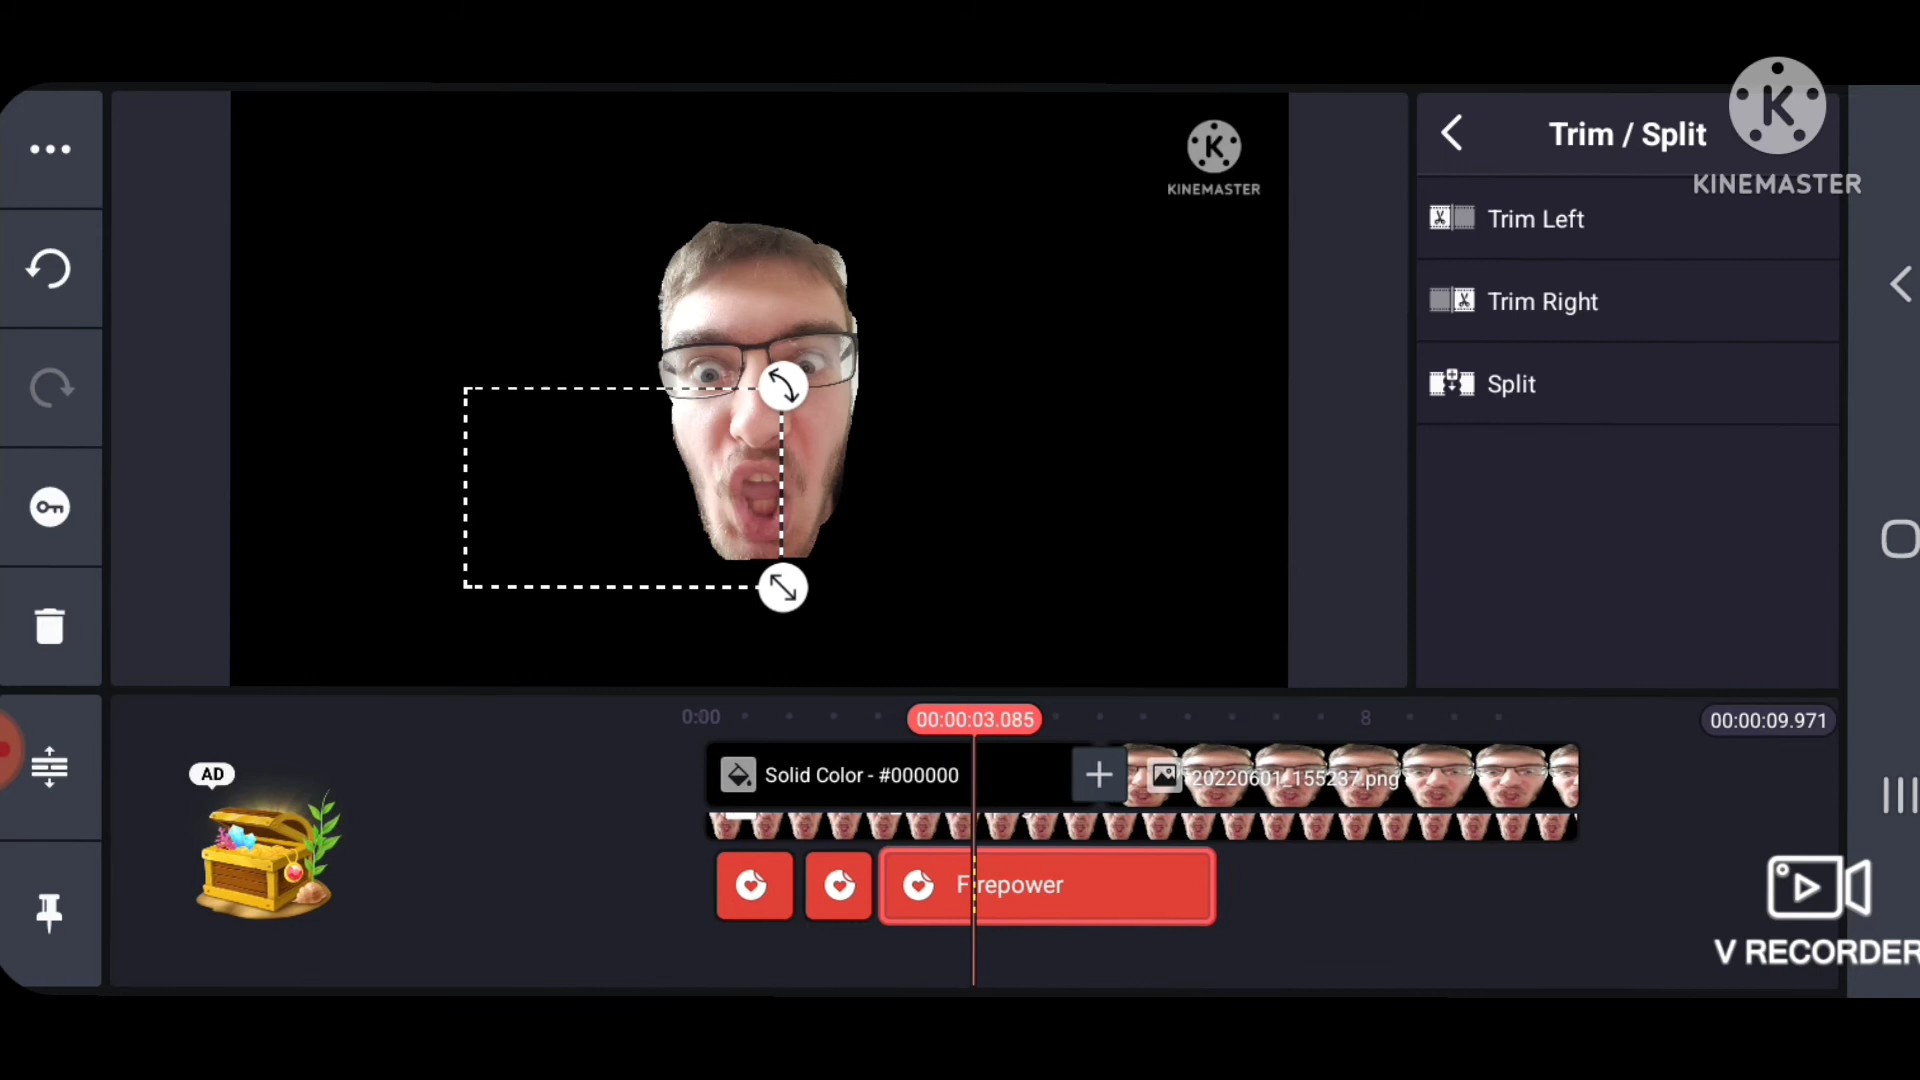 K
KINEMASTER
Trim / Split
K
KINEMASTER
Trim Left
Trim Right
Split
0:00
00:00:03.085
8
00:00:09.971
AD
Solid Color - #000000
20220601_155237.png
Firepower
V RECORDER